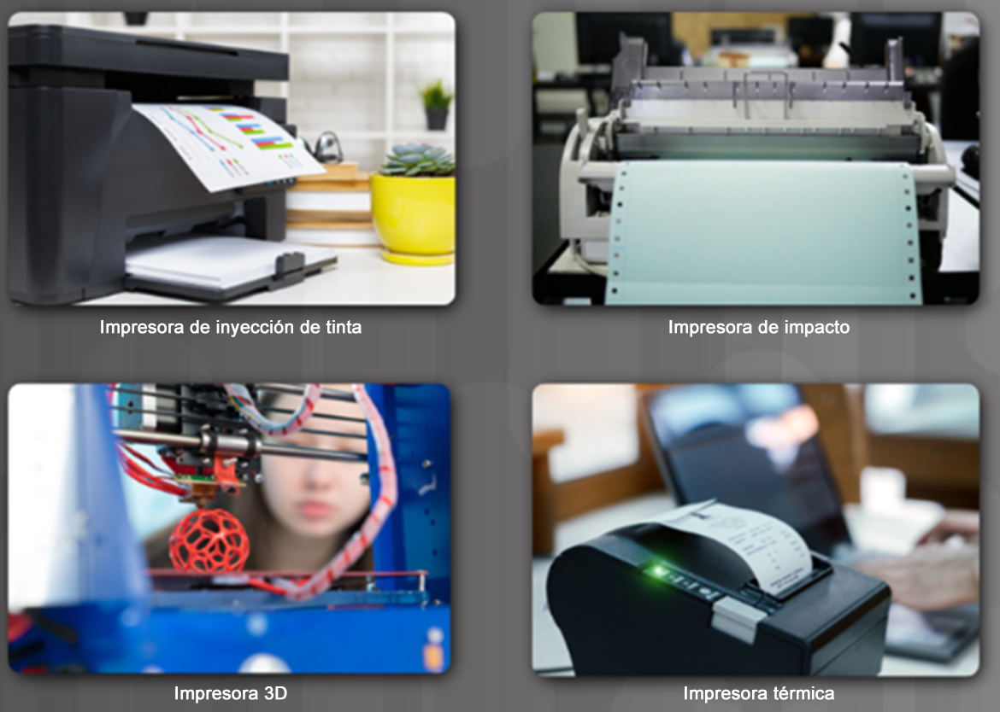 Impresora de inyección de tinta
Impresora de impacto
Impresora 3D
Impresora térmica